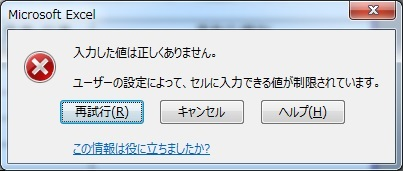 Microsoft Excel
入力した値は正しくありません。
ユーザーの設定によって、セルに入力できる値が制限されています。
再試行(R)
キャンセル
ヘルプ(H)
この情報は役に立ちましたか?